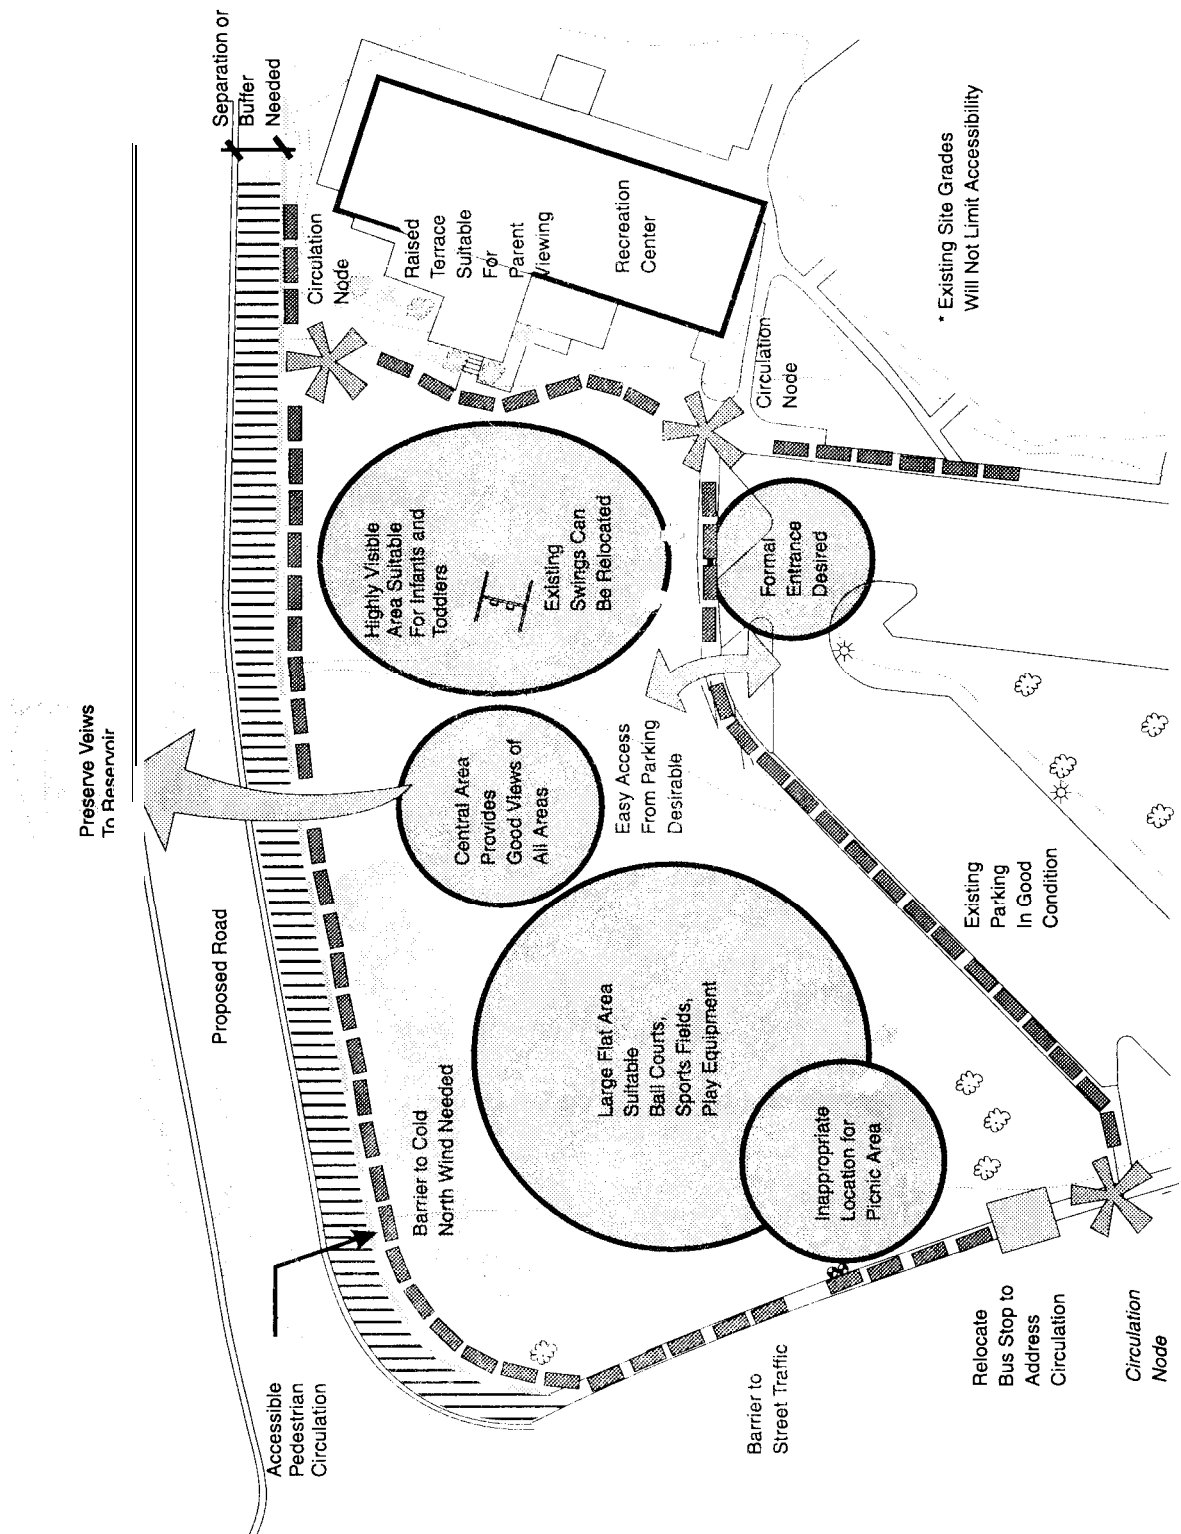 Preserve Veiws
To Reservoir
Separation or
Buffer
Needed
Proposed Road
Accessible
Pedestrian
Circulation
Circulation
Node
Raised
Terrace
Suitable
For
Parent
Viewing
Recreation
Center
Highly Visible
Area Suitable
For Infants and
Toddlers
Existing
Swings Can
Be Relocated
Circulation
Node
* Existing Site Grades
Will Not Limit Accessibility
Formal
Entrance
Desired
Central Area
Provides
Good Views of
All Areas
Easy Access
From Parking
Desirable
Barrier to Cold
North Wind Needed
Large Flat Area
Suitable
Ball Courts,
Sports Fields,
Play Equipment
Existing
Parking
In Good
Condition
Inappropriate
Location for
Picnic Area
Barrier to
Street Traffic
Relocate
Bus Stop to
Address
Circulation
Circulation
Node